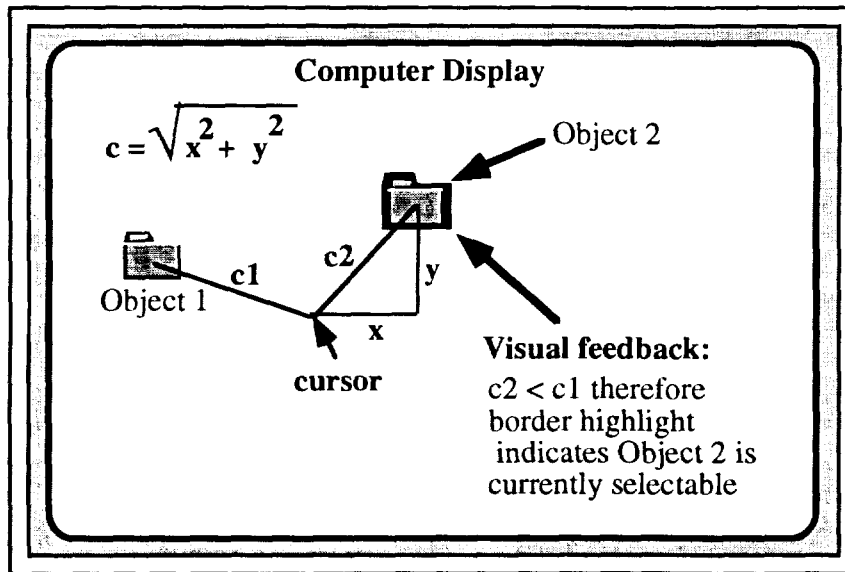 Computer Display
c = √x² + y²
Object 2
c2
y
c1
Object 1
x
cursor
Visual feedback:
c2 < c1 therefore
border highlight
indicates Object 2 is
currently selectable